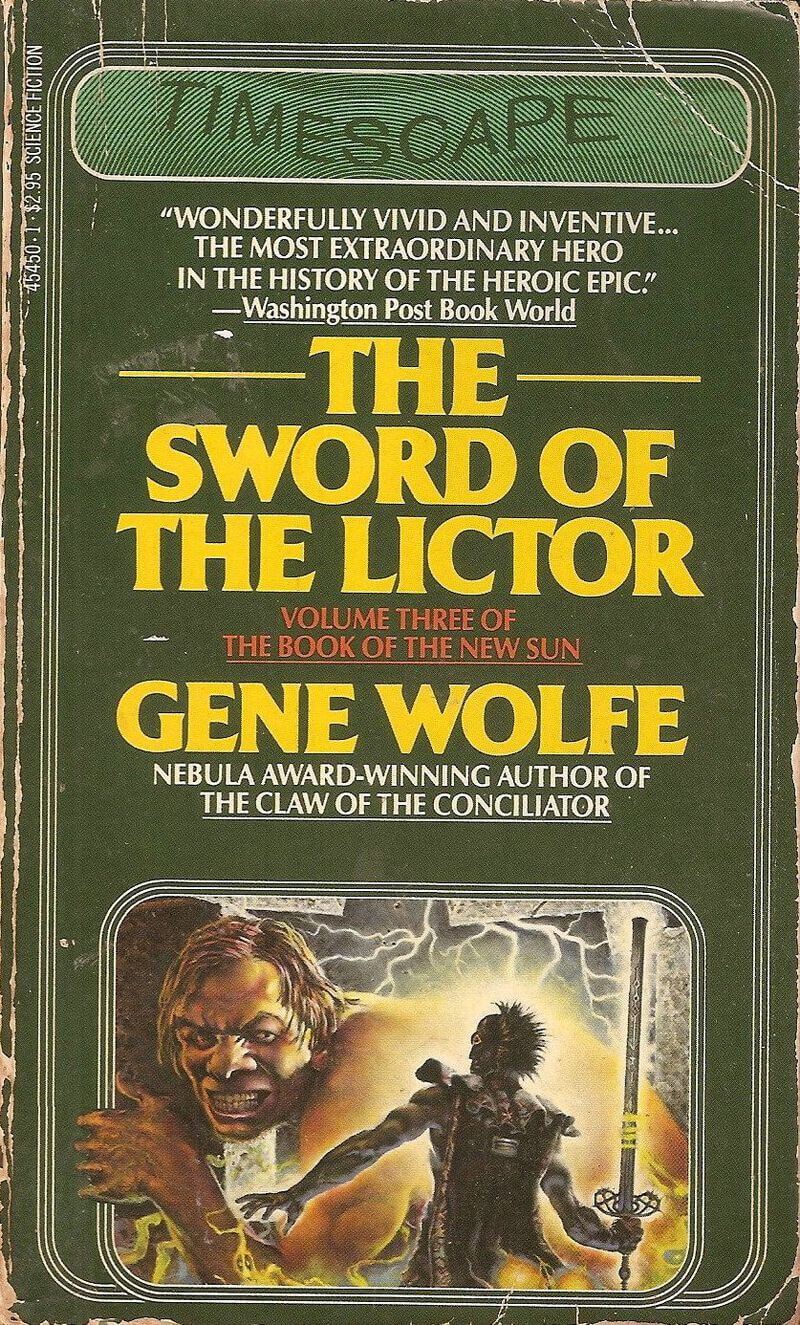 45450·1·$2.95 SCIENCE FICTION
TIMESCAPE
“WONDERFULLY VIVID AND INVENTIVE...
THE MOST EXTRAORDINARY HERO
IN THE HISTORY OF THE HEROIC EPIC.”
—Washington Post Book World
THE
SWORD OF
THE LICTOR
VOLUME THREE OF
THE BOOK OF THE NEW SUN
GENE WOLFE
NEBULA AWARD-WINNING AUTHOR OF
THE CLAW OF THE CONCILIATOR